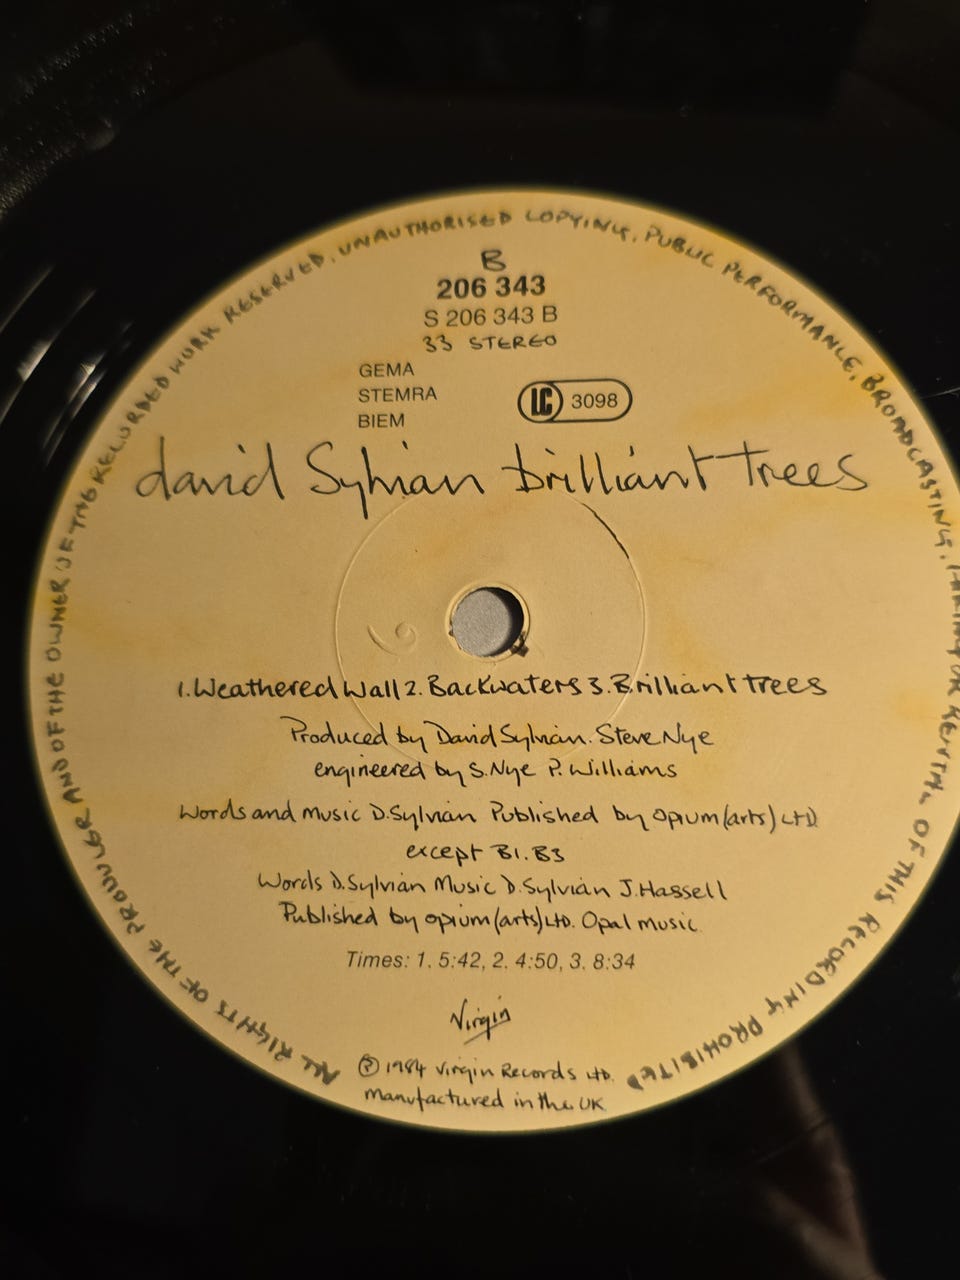 B
206 343
S 206 343 B
33 STEREO
GEMA
STEMRA
BIEM
LC 3098
david Sylvian brilliant trees
1. Weathered Wall 2. Backwaters 3. Brilliant trees
Produced by David Sylvian. Steve Nye
engineered by S. Nye P. Williams
Words and Music D. Sylvian Published by opium (arts) LTD
except B1. B3
Words D. Sylvian Music D. Sylvian J. Hassell
Published by opium (arts) LTD. Opal music
Times: 1. 5:42, 2. 4:50, 3. 8:34
Virgin
Ⓟ 1984 Virgin Records LTD.
manufactured in the UK
ALL RIGHTS OF THE PRODUCER AND OF THE OWNER OF THE RECORDED WORK RESERVED. UNAUTHORISED COPYING, PUBLIC PERFORMANCE, BROADCASTING, HIRING OR RENTAL OF THIS RECORDING PROHIBITED